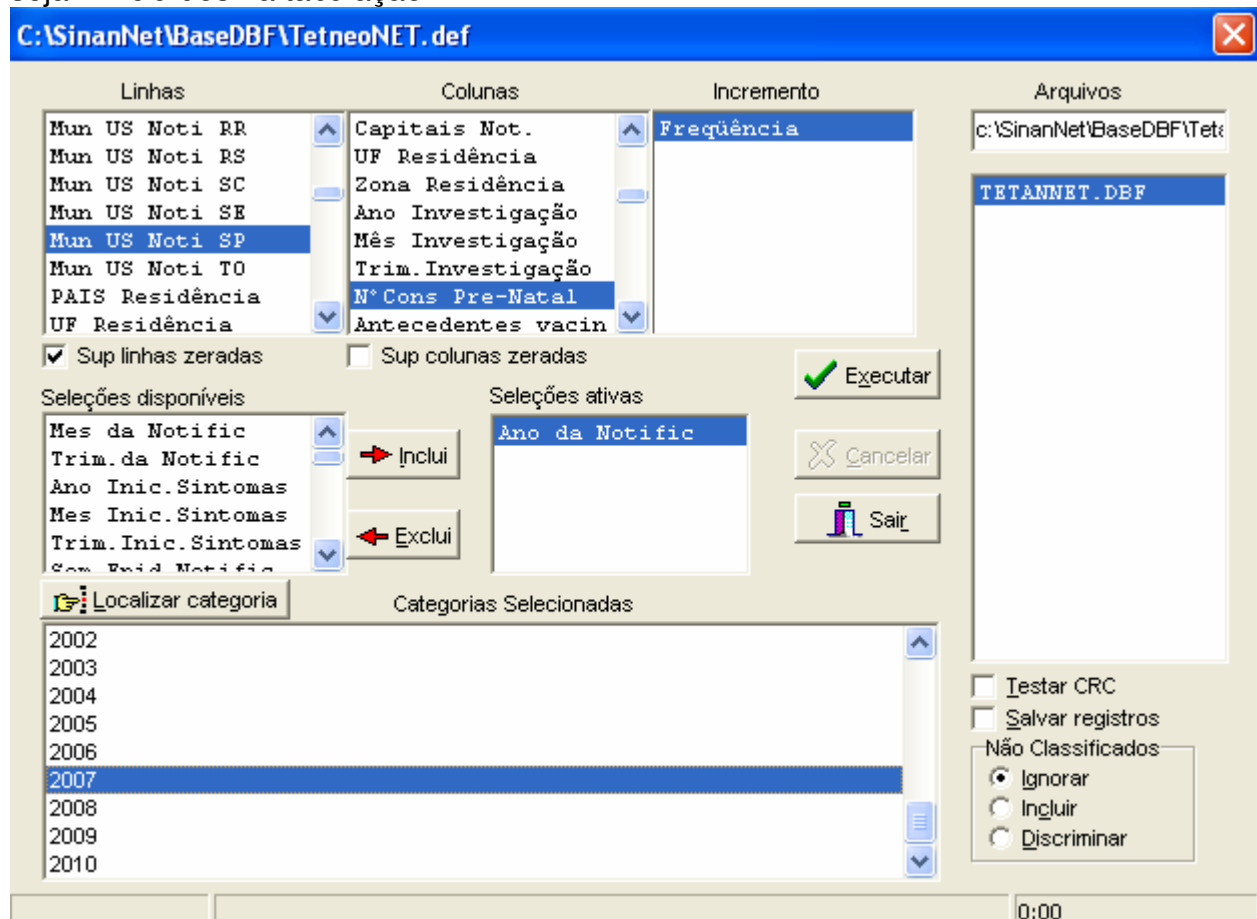 C:\SinanNet\BaseDBF\TetneoNET.def
Linhas
Mun US Noti RR
Mun US Noti RS
Mun US Noti SC
Mun US Noti SE
Mun US Noti SP
Mun US Noti TO
PAIS Residência
UF Residência
Sup linhas zeradas
Colunas
Capitais Not.
UF Residência
Zona Residência
Ano Investigação
Mês Investigação
Trim.Investigação
N°Cons Pre-Natal
Antecedentes vacin
Sup colunas zeradas
Incremento
Freqüência
Arquivos
c:\SinanNet\BaseDBF\Teta
TETANNET.DBF
Seleções disponíveis
Mes da Notific
Trim.da Notific
Ano Inic.Sintomas
Mes Inic.Sintomas
Trim.Inic.Sintomas
Sem Epid Notific
Inclui
Exclui
Seleções ativas
Ano da Notific
Executar
Cancelar
Sair
Localizar categoria
Categorias Selecionadas
2002
2003
2004
2005
2006
2007
2008
2009
2010
Testar CRC
Salvar registros
Não Classificados
Ignorar
Incluir
Discriminar
0:00